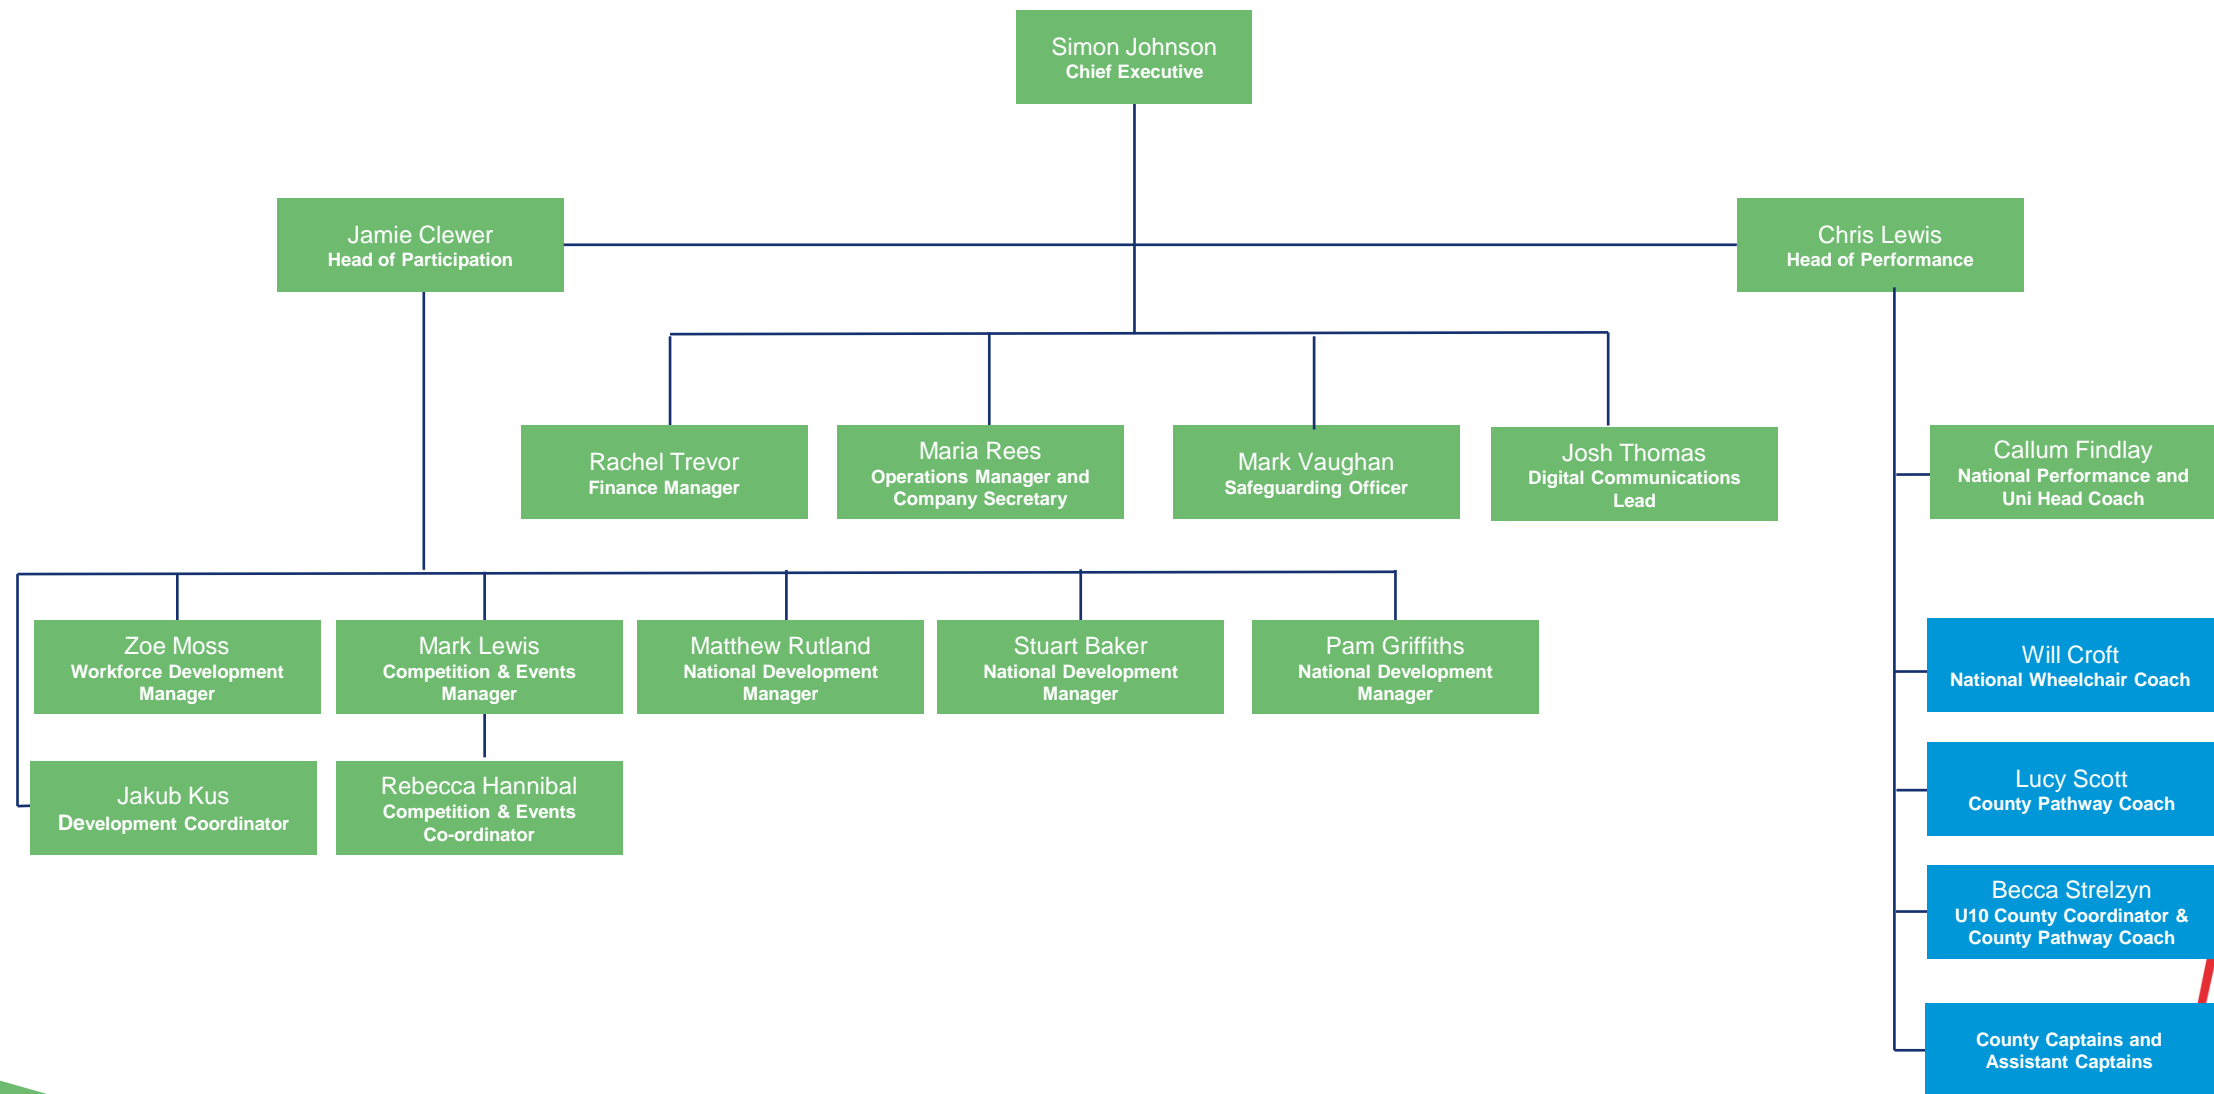 Simon Johnson
Chief Executive
Jamie Clewer
Head of Participation
Chris Lewis
Head of Performance
Rachel Trevor
Finance Manager
Maria Rees
Operations Manager and
Company Secretary
Mark Vaughan
Safeguarding Officer
Josh Thomas
Digital Communications
Lead
Callum Findlay
National Performance and
Uni Head Coach
Zoe Moss
Workforce Development
Manager
Mark Lewis
Competition & Events
Manager
Matthew Rutland
National Development
Manager
Stuart Baker
National Development
Manager
Pam Griffiths
National Development
Manager
Will Croft
National Wheelchair Coach
Jakub Kus
Development Coordinator
Rebecca Hannibal
Competition & Events
Co-ordinator
Lucy Scott
County Pathway Coach
Becca Strelzyn
U10 County Coordinator &
County Pathway Coach
County Captains and
Assistant Captains